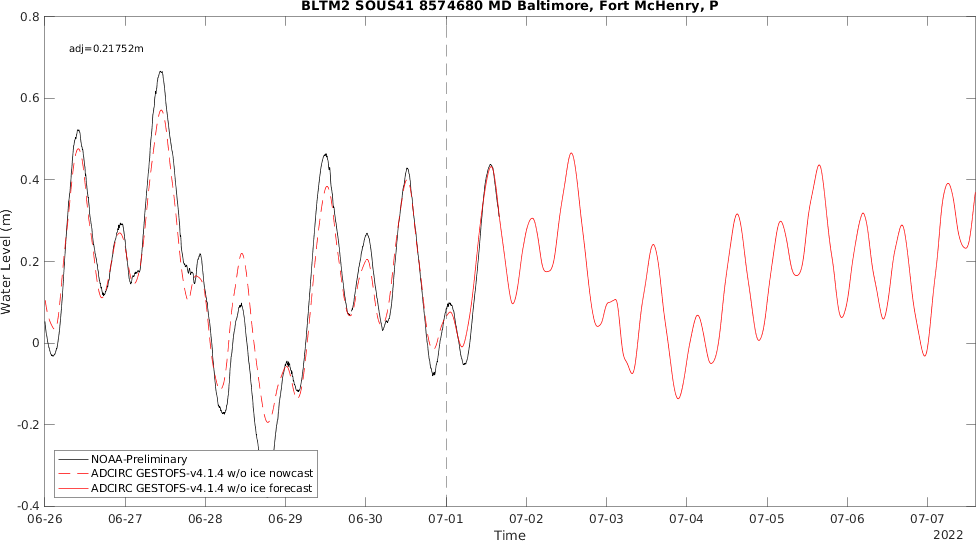 BLTM2 SOUS41 8574680 MD Baltimore, Fort McHenry, P
adj=0.21752m
0.8
0.6
0.4
0.2
0
-0.2
-0.4
Water Level (m)
NOAA-Preliminary
ADCIRC GESTOFS-v4.1.4 w/o ice nowcast
ADCIRC GESTOFS-v4.1.4 w/o ice forecast
06-26 06-27 06-28 06-29 06-30 07-01 07-02 07-03 07-04 07-05 07-06 07-07
Time
2022